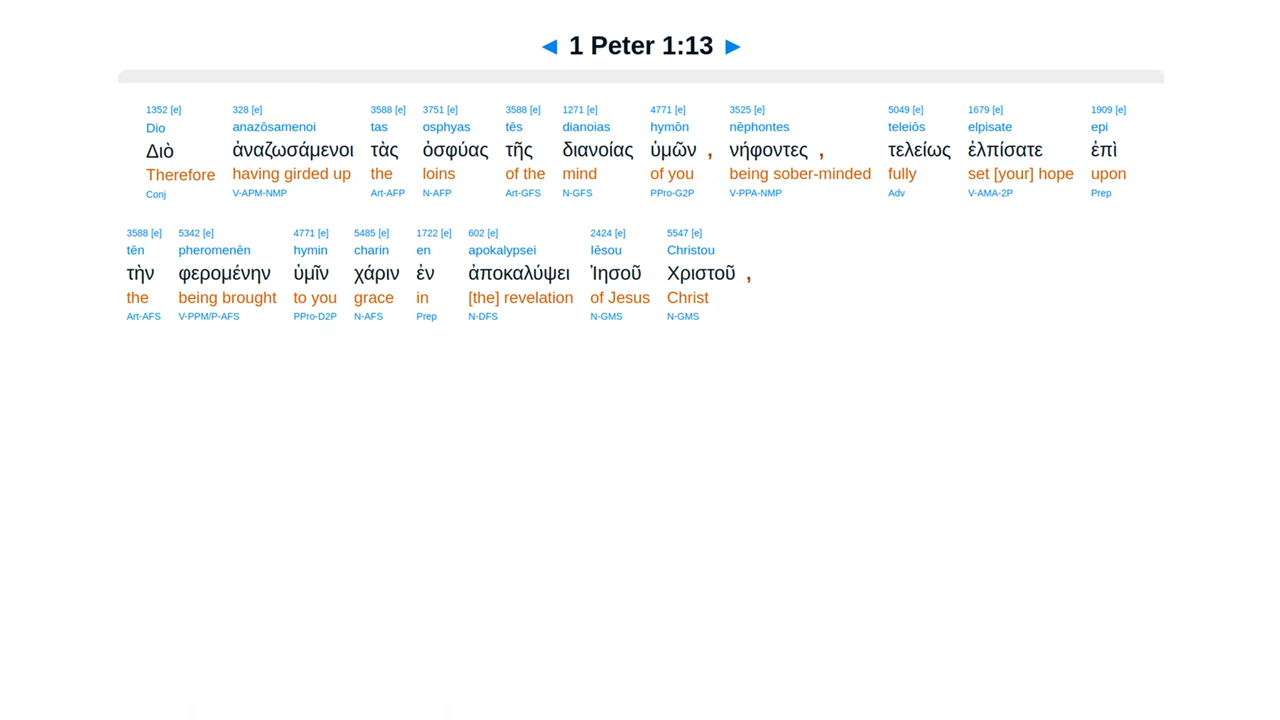 ◄ 1 Peter 1:13 ►
1352 [e] 328 [e] 3588 [e] 3751 [e] 3588 [e] 1271 [e] 4771 [e] 3525 [e] 5049 [e] 1679 [e] 1909 [e]
Dio anazōsamenoi tas osphyas tēs dianoias hymōn nēphontes teleiōs elpisate epi
Διὸ ἀναζωσάμενοι τὰς ὀσφύας τῆς διανοίας ὑμῶν , νήφοντες , τελείως ἐλπίσατε ἐπὶ
Therefore having girded up the loins of the mind of you being sober-minded fully set [your] hope upon
Conj V-APM-NMP Art-AFP N-AFP Art-GFS N-GFS PPro-G2P V-PPA-NMP Adv V-AMA-2P Prep
3588 [e] 5342 [e] 4771 [e] 5485 [e] 1722 [e] 602 [e] 2424 [e] 5547 [e]
tēn pheromenēn hymin charin en apokalypsei Iēsou Christou
τὴν φερομένην ὑμῖν χάριν ἐν ἀποκαλύψει Ἰησοῦ Χριστοῦ ,
the being brought to you grace in [the] revelation of Jesus Christ
Art-AFS V-PPM/P-AFS PPro-D2P N-AFS Prep N-DFS N-GMS N-GMS